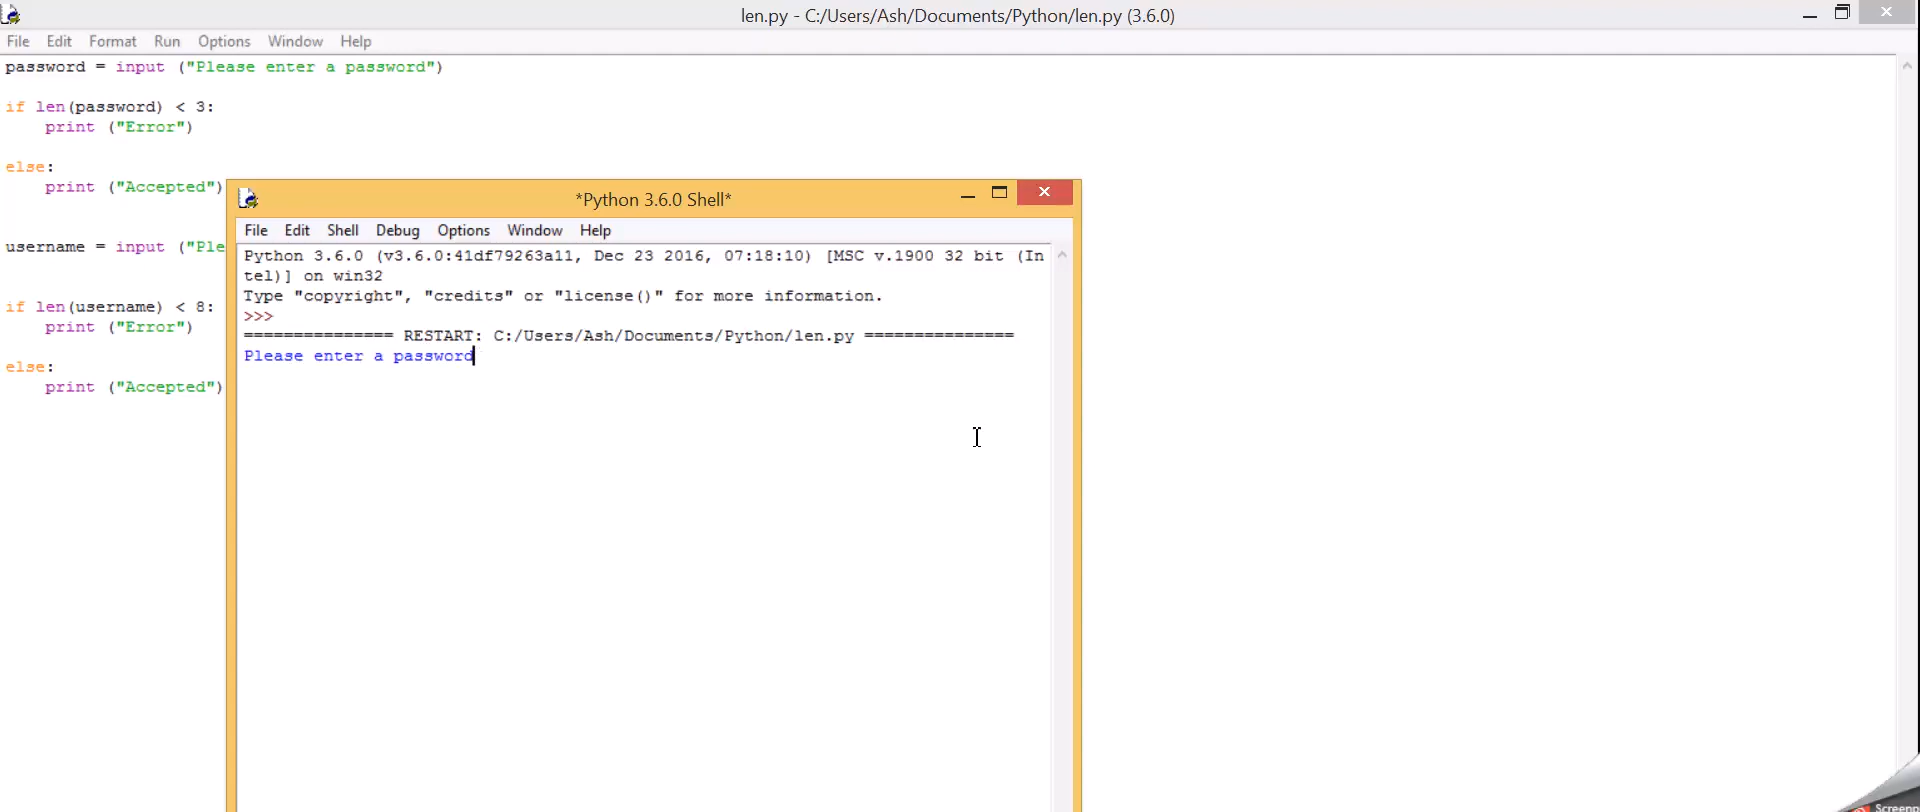 len.py - C:/Users/Ash/Documents/Python/len.py (3.6.0)
File Edit Format Run Options Window Help
password = input ("Please enter a password")
if len(password) < 3:
    print ("Error")
else:
    print ("Accepted")
username = input ("Ple
if len(username) < 8:
    print ("Error")
else:
    print ("Accepted")
*Python 3.6.0 Shell*
File Edit Shell Debug Options Window Help
Python 3.6.0 (v3.6.0:41df79263a11, Dec 23 2016, 07:18:10) [MSC v.1900 32 bit (In
tel)] on win32
Type "copyright", "credits" or "license()" for more information.
>>>
=============== RESTART: C:/Users/Ash/Documents/Python/len.py ===============
Please enter a password